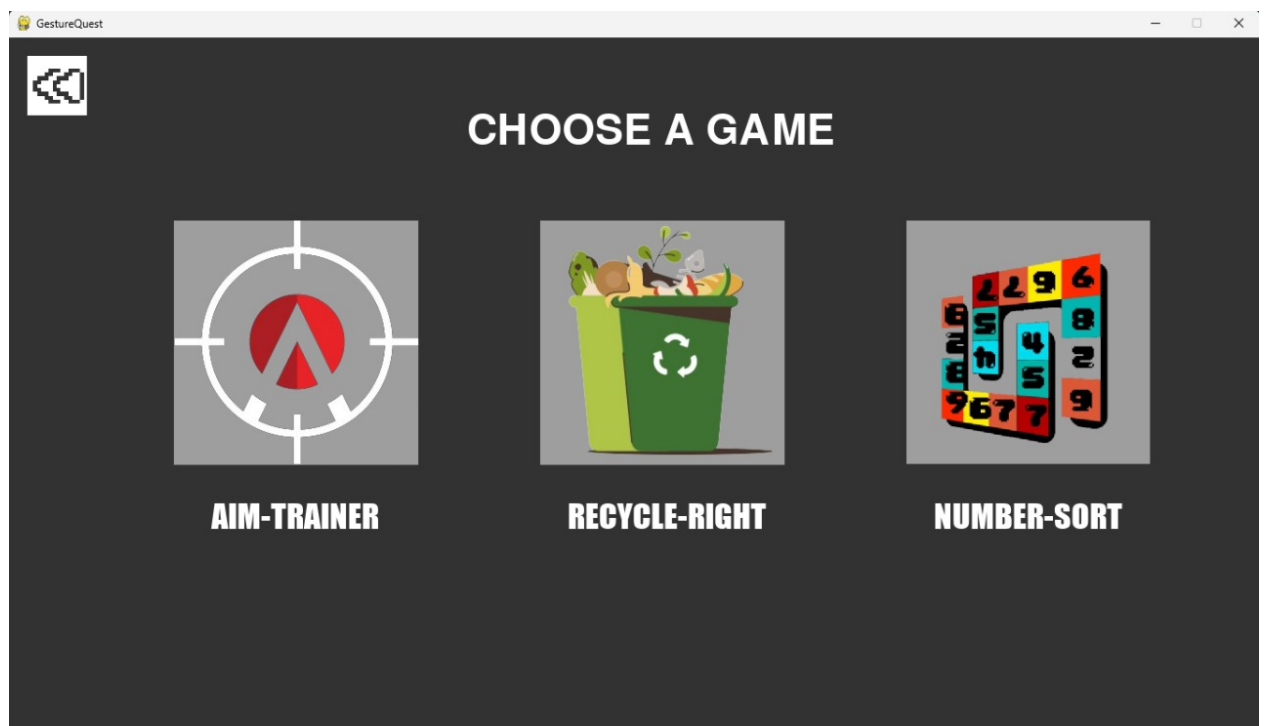 GestureQuest
CHOOSE A GAME
AIM-TRAINER
RECYCLE-RIGHT
NUMBER-SORT